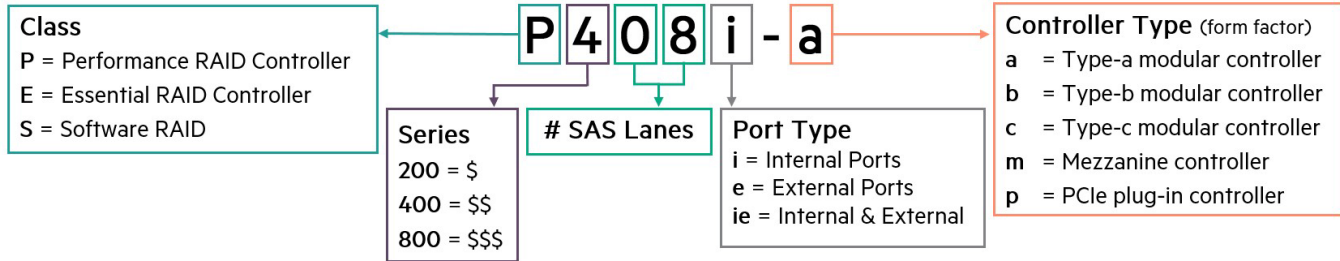 P408i-a
Class
P = Performance RAID Controller
E = Essential RAID Controller
S = Software RAID
Series
200 = $
400 = $$
800 = $$$
# SAS Lanes
Port Type
i = Internal Ports
e = External Ports
ie = Internal & External
Controller Type (form factor)
a = Type-a modular controller
b = Type-b modular controller
c = Type-c modular controller
m = Mezzanine controller
p = PCIe plug-in controller